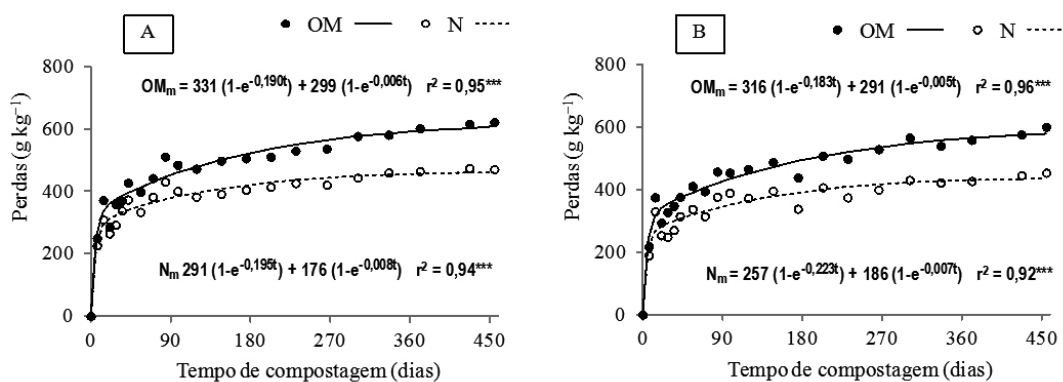 A
● OM — ○ N -----
OMₘ = 331 (1-e⁻⁰,¹⁹⁰ᵗ) + 299 (1-e⁻⁰,⁰⁰⁶ᵗ) r² = 0,95***
Nₘ 291 (1-e⁻⁰,¹⁹⁵ᵗ) + 176 (1-e⁻⁰,⁰⁰⁸ᵗ) r² = 0,94***
Perdas (g kg⁻¹)
800
600
400
200
0
0 90 180 270 360 450
Tempo de compostagem (dias)
B
● OM — ○ N -----
OMₘ = 316 (1-e⁻⁰,¹⁸³ᵗ) + 291 (1-e⁻⁰,⁰⁰⁵ᵗ) r² = 0,96***
Nₘ = 257 (1-e⁻⁰,²²³ᵗ) + 186 (1-e⁻⁰,⁰⁰⁷ᵗ) r² = 0,92***
Perdas (g kg⁻¹)
800
600
400
200
0
0 90 180 270 360 450
Tempo de compostagem (dias)